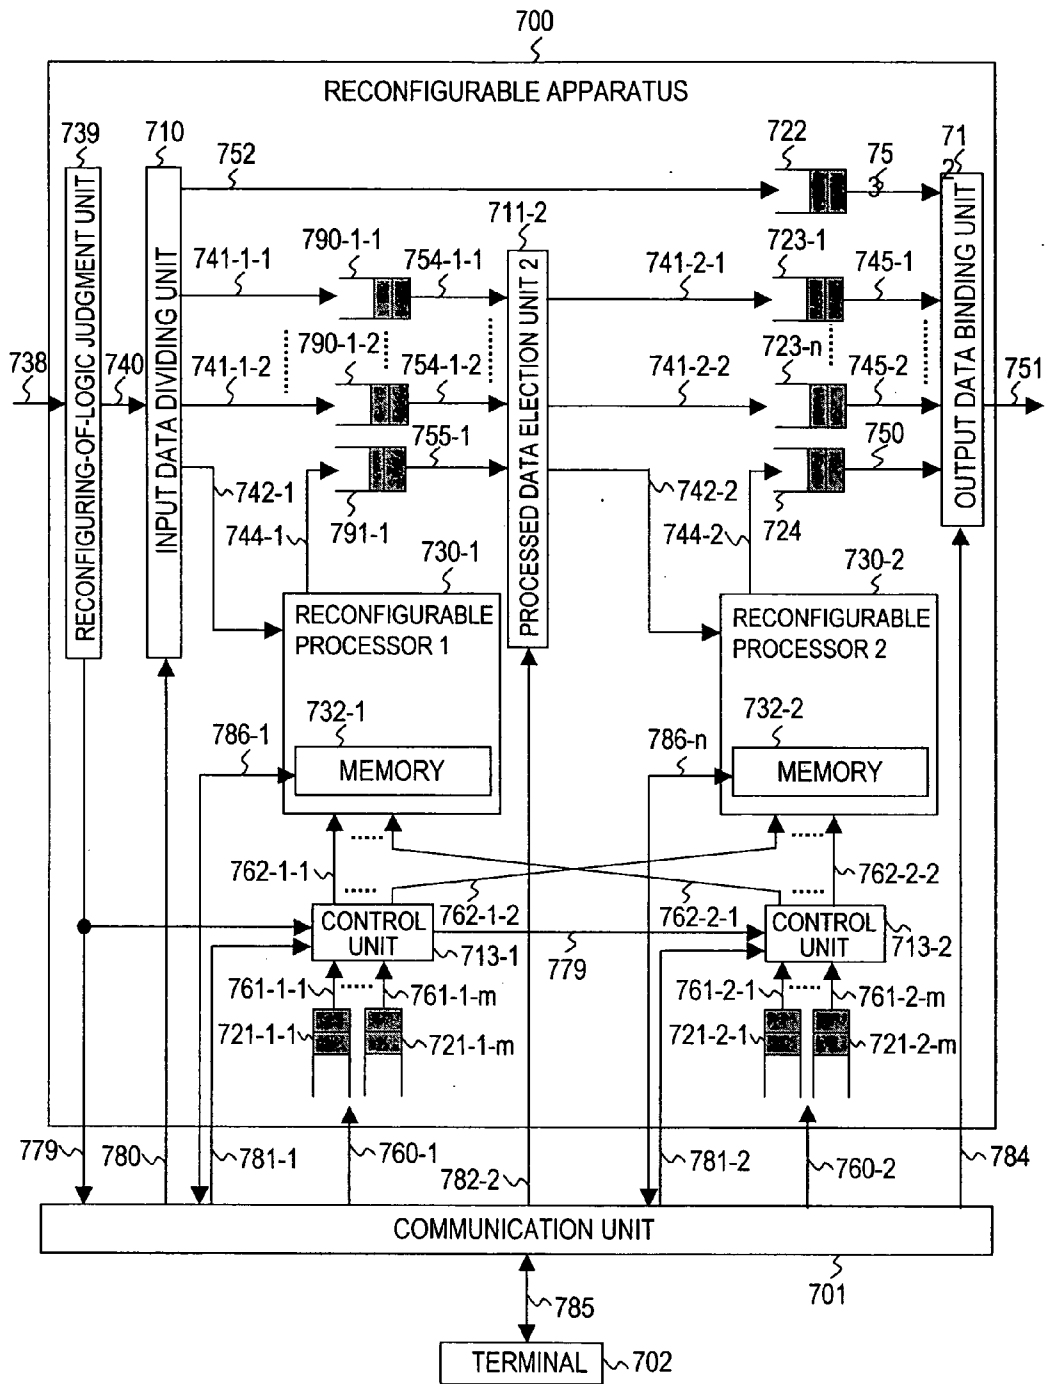 700
RECONFIGURABLE APPARATUS
739
710
752
722
75
3
71
2
RECONFIGURING-OF-LOGIC JUDGMENT UNIT
INPUT DATA DIVIDING UNIT
711-2
PROCESSED DATA ELECTION UNIT 2
OUTPUT DATA BINDING UNIT
741-1-1
790-1-1
754-1-1
741-2-1
723-1
745-1
738
740
741-1-2
790-1-2
754-1-2
741-2-2
723-n
745-2
751
755-1
750
742-1
744-1
791-1
742-2
744-2
724
730-1
730-2
RECONFIGURABLE
PROCESSOR 1
RECONFIGURABLE
PROCESSOR 2
786-1
732-1
MEMORY
786-n
732-2
MEMORY
762-1-1
762-1-2
762-2-1
762-2-2
CONTROL
UNIT
713-1
779
CONTROL
UNIT
713-2
761-1-1
761-1-m
761-2-1
761-2-m
721-1-1
721-1-m
721-2-1
721-2-m
779
780
781-1
760-1
782-2
781-2
760-2
784
COMMUNICATION UNIT
701
785
TERMINAL
702